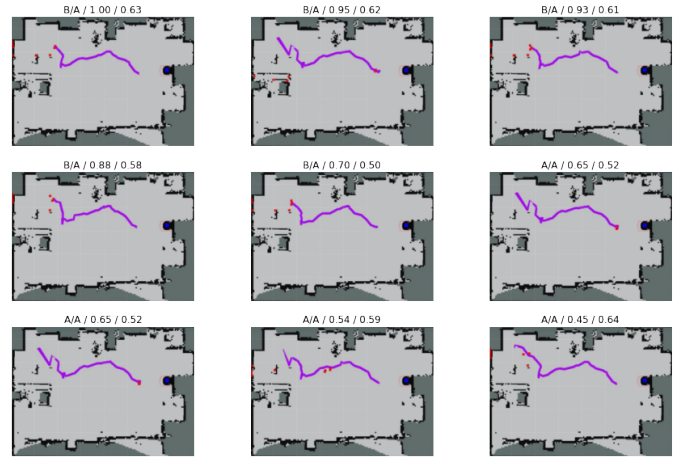 B/A / 1.00 / 0.63
B/A / 0.95 / 0.62
B/A / 0.93 / 0.61
B/A / 0.88 / 0.58
B/A / 0.70 / 0.50
A/A / 0.65 / 0.52
A/A / 0.65 / 0.52
A/A / 0.54 / 0.59
A/A / 0.45 / 0.64